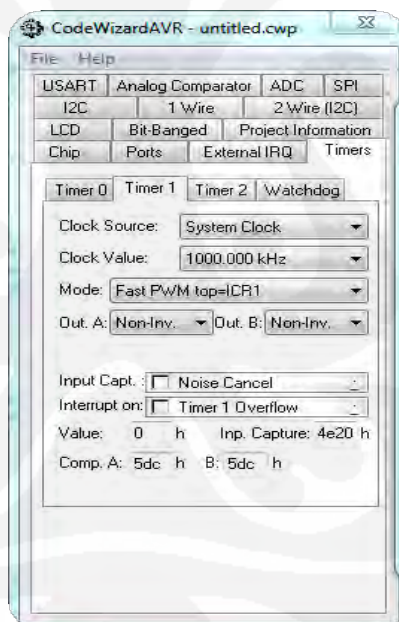 CodeWizardAVR - untitled.cwp
File Help
USART Analog Comparator ADC SPI
I2C 1 Wire 2 Wire (I2C)
LCD Bit-Banged Project Information
Chip Ports External IRQ Timers
Timer 0 Timer 1 Timer 2 Watchdog
Clock Source: System Clock
Clock Value: 1000.000 kHz
Mode: Fast PWM top=ICR1
Out. A: Non-Inv. Out. B: Non-Inv.
Input Capt. : Noise Cancel
Interrupt on: Timer 1 Overflow
Value: 0 h Inp. Capture: 4e20 h
Comp. A: 5dc h B: 5dc h